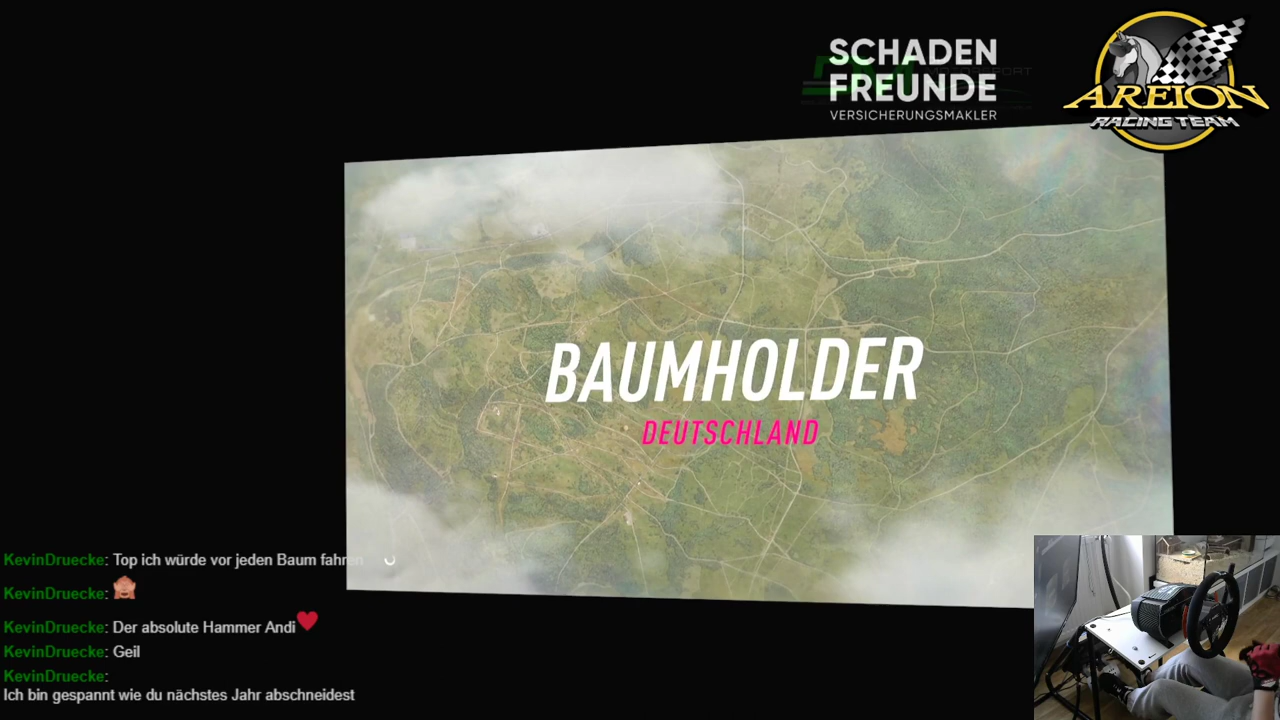 SCHADEN
FREUNDE
VERSICHERUNGSMAKLER
AREION
RACING TEAM
BAUMHOLDER
DEUTSCHLAND
KevinDruecke: Top ich würde vor jeden Baum fahren
KevinDruecke:
KevinDruecke: Der absolute Hammer Andi
KevinDruecke: Geil
KevinDruecke:
Ich bin gespannt wie du nächstes Jahr abschneidest